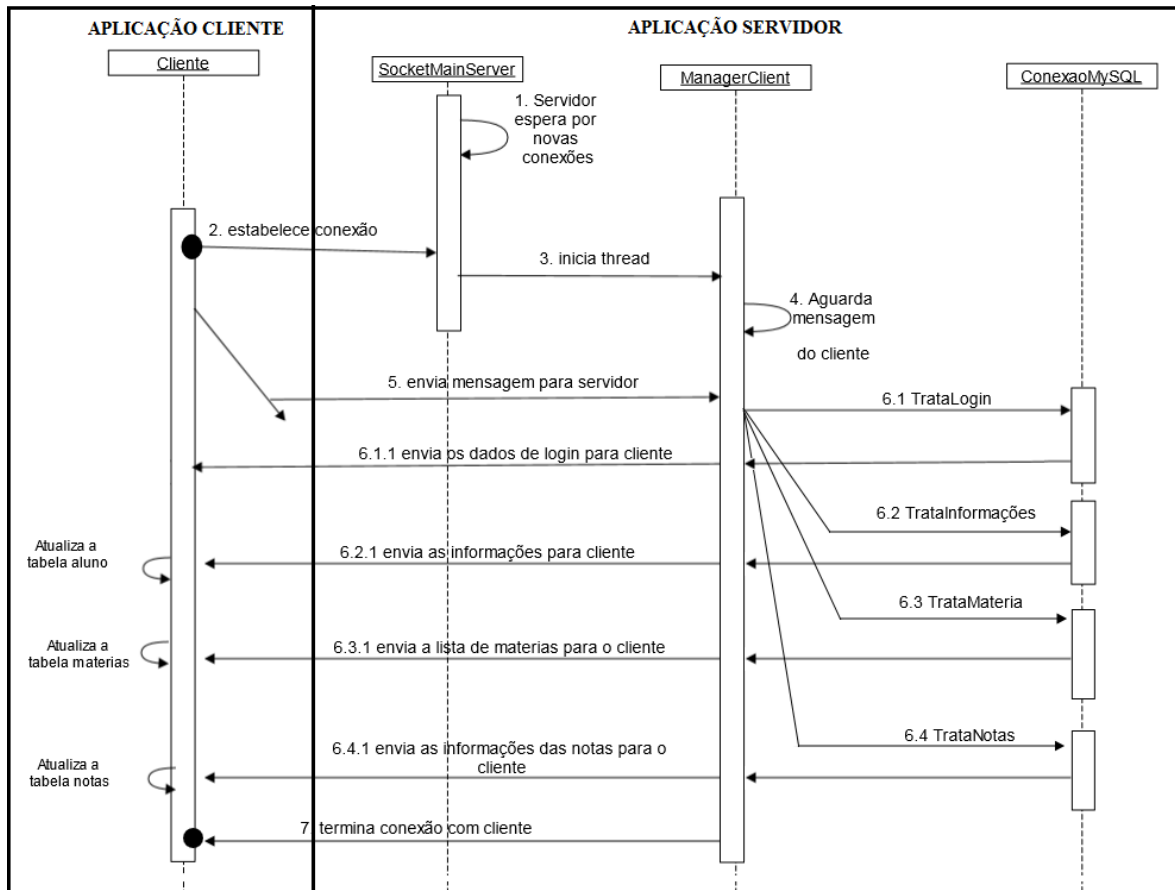 APLICAÇÃO CLIENTE
APLICAÇÃO SERVIDOR
Cliente
SocketMainServer
ManagerClient
ConexaoMySQL
1. Servidor
espera por
novas
conexões
2. estabelece conexão
3. inicia thread
4. Aguarda
mensagem
do cliente
5. envia mensagem para servidor
6.1 TrataLogin
6.1.1 envia os dados de login para cliente
6.2 TrataInformações
Atualiza a
tabela aluno
6.2.1 envia as informações para cliente
6.3 TrataMateria
Atualiza a
tabela materias
6.3.1 envia a lista de materias para o cliente
6.4 TrataNotas
Atualiza a
tabela notas
6.4.1 envia as informações das notas para o
cliente
7. termina conexão com cliente